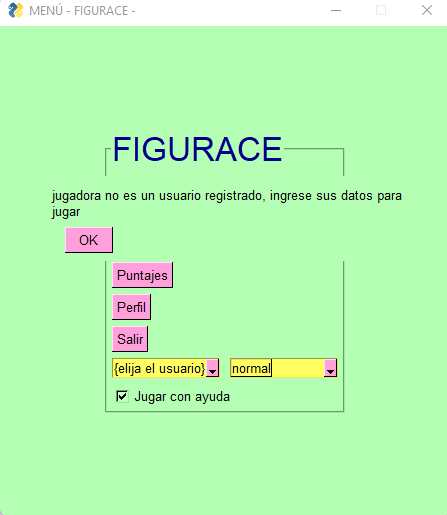 MENÚ - FIGURACE -
FIGURACE
jugadora no es un usuario registrado, ingrese sus datos para
jugar
OK
Puntajes
Perfil
Salir
{elija el usuario} normal
Jugar con ayuda